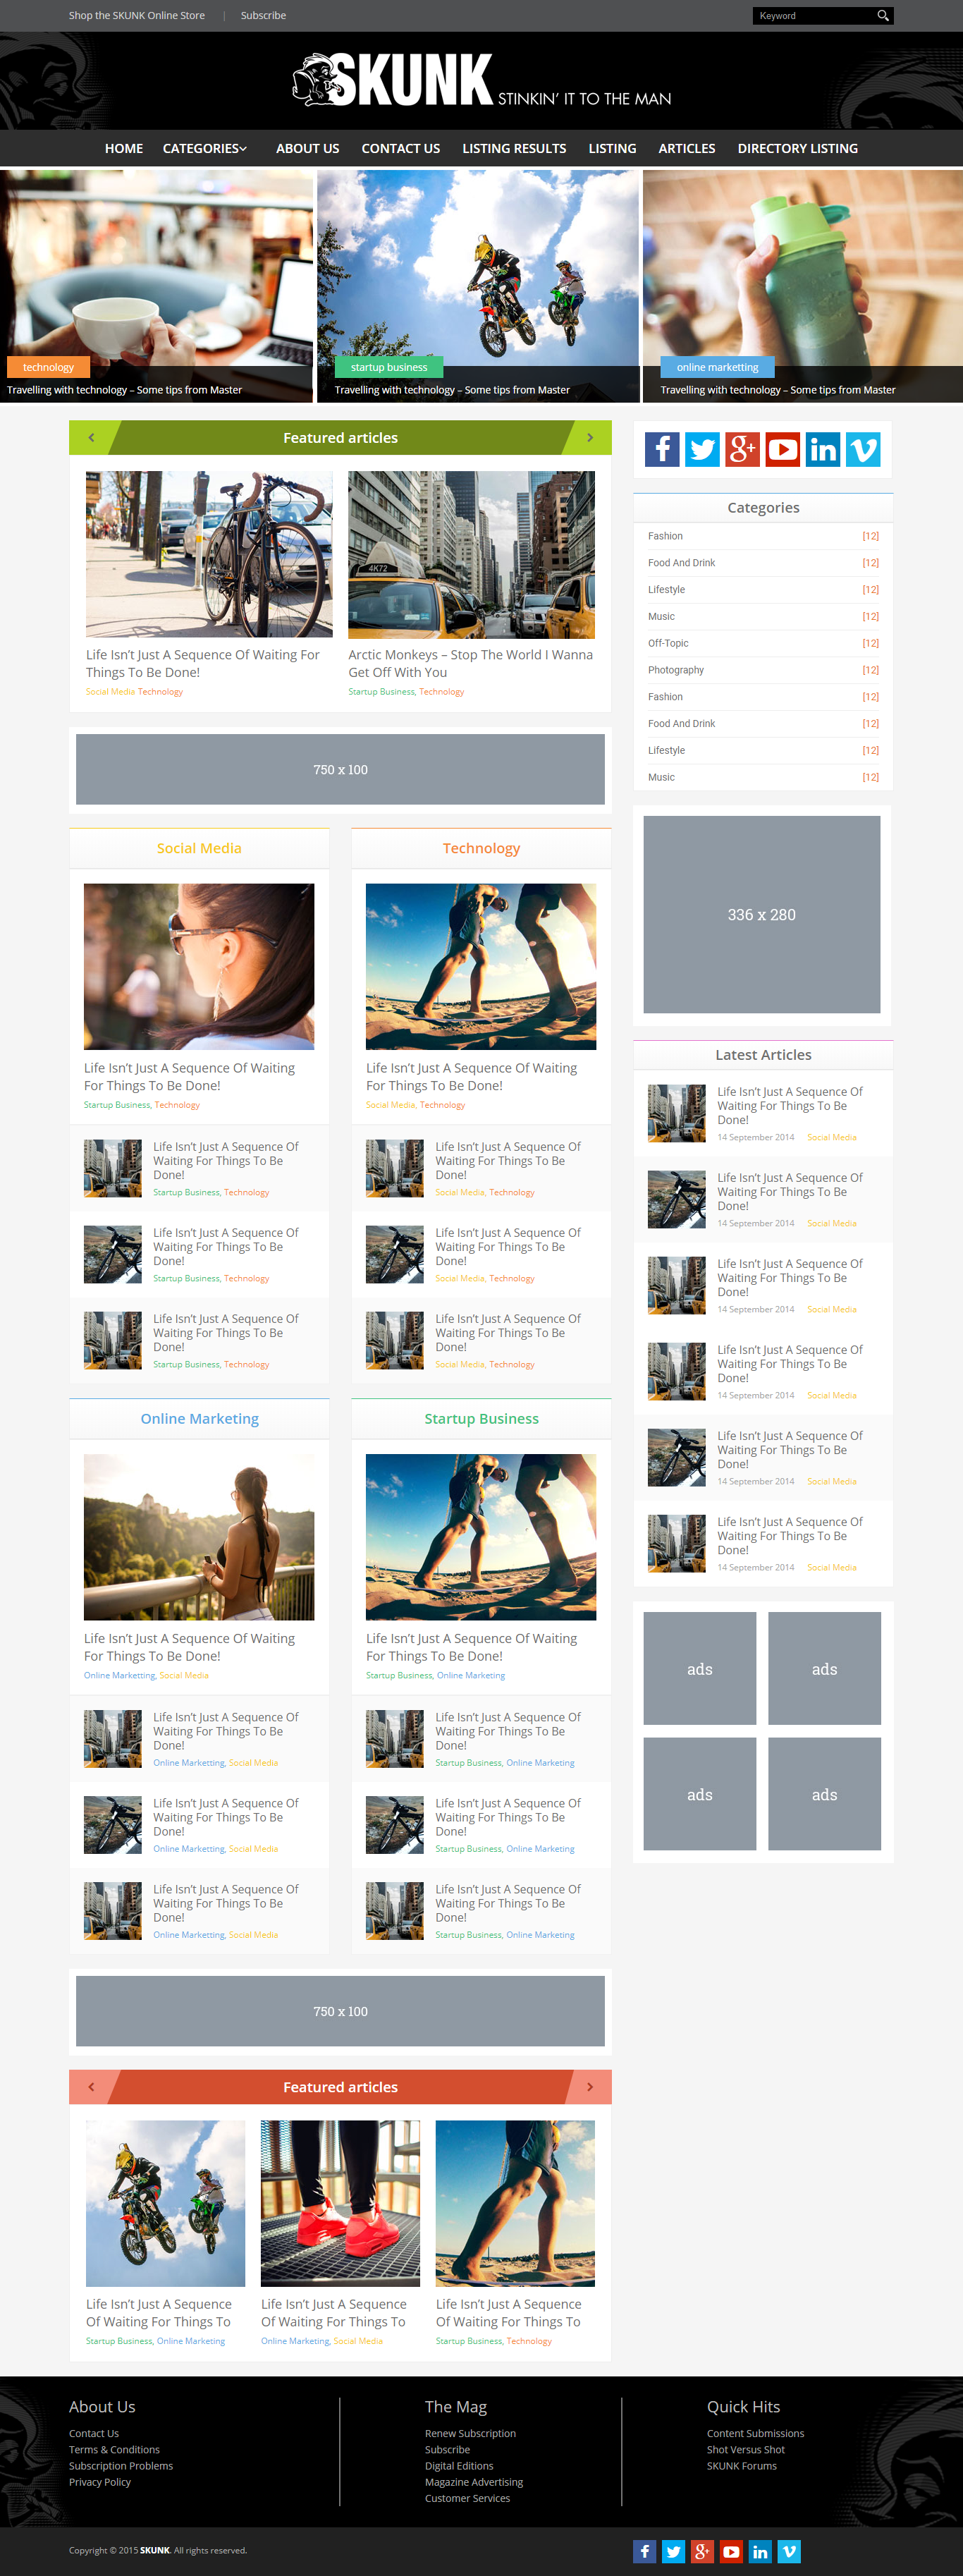 Shop the SKUNK Online Store | Subscribe
Keyword
SKUNK STINKIN' IT TO THE MAN
HOME CATEGORIES ABOUT US CONTACT US LISTING RESULTS LISTING ARTICLES DIRECTORY LISTING
technology
Travelling with technology – Some tips from Master
startup business
Travelling with technology – Some tips from Master
online marketting
Travelling with technology – Some tips from Master
Featured articles
4K72
Life Isn't Just A Sequence Of Waiting For
Things To Be Done!
Social Media Technology
Arctic Monkeys – Stop The World I Wanna
Get Off With You
Startup Business, Technology
750 x 100
Social Media
Life Isn't Just A Sequence Of Waiting
For Things To Be Done!
Startup Business, Technology
Life Isn't Just A Sequence Of
Waiting For Things To Be
Done!
Startup Business, Technology
Life Isn't Just A Sequence Of
Waiting For Things To Be
Done!
Startup Business, Technology
Life Isn't Just A Sequence Of
Waiting For Things To Be
Done!
Startup Business, Technology
Technology
Life Isn't Just A Sequence Of Waiting
For Things To Be Done!
Social Media, Technology
Life Isn't Just A Sequence Of
Waiting For Things To Be
Done!
Social Media, Technology
Life Isn't Just A Sequence Of
Waiting For Things To Be
Done!
Social Media, Technology
Life Isn't Just A Sequence Of
Waiting For Things To Be
Done!
Social Media, Technology
Online Marketing
Life Isn't Just A Sequence Of Waiting
For Things To Be Done!
Online Marketting, Social Media
Life Isn't Just A Sequence Of
Waiting For Things To Be
Done!
Online Marketting, Social Media
Life Isn't Just A Sequence Of
Waiting For Things To Be
Done!
Online Marketting, Social Media
Life Isn't Just A Sequence Of
Waiting For Things To Be
Done!
Online Marketting, Social Media
Startup Business
Life Isn't Just A Sequence Of Waiting
For Things To Be Done!
Startup Business, Online Marketing
Life Isn't Just A Sequence Of
Waiting For Things To Be
Done!
Startup Business, Online Marketing
Life Isn't Just A Sequence Of
Waiting For Things To Be
Done!
Startup Business, Online Marketing
Life Isn't Just A Sequence Of
Waiting For Things To Be
Done!
Startup Business, Online Marketing
750 x 100
Featured articles
Life Isn't Just A Sequence
Of Waiting For Things To
Startup Business, Online Marketing
Life Isn't Just A Sequence
Of Waiting For Things To
Online Marketing, Social Media
Life Isn't Just A Sequence
Of Waiting For Things To
Startup Business, Technology
Categories
Fashion [12]
Food And Drink [12]
Lifestyle [12]
Music [12]
Off-Topic [12]
Photography [12]
Fashion [12]
Food And Drink [12]
Lifestyle [12]
Music [12]
336 x 280
Latest Articles
Life Isn't Just A Sequence Of
Waiting For Things To Be
Done!
14 September 2014 Social Media
Life Isn't Just A Sequence Of
Waiting For Things To Be
Done!
14 September 2014 Social Media
Life Isn't Just A Sequence Of
Waiting For Things To Be
Done!
14 September 2014 Social Media
Life Isn't Just A Sequence Of
Waiting For Things To Be
Done!
14 September 2014 Social Media
Life Isn't Just A Sequence Of
Waiting For Things To Be
Done!
14 September 2014 Social Media
Life Isn't Just A Sequence Of
Waiting For Things To Be
Done!
14 September 2014 Social Media
ads ads
ads ads
About Us
Contact Us
Terms & Conditions
Subscription Problems
Privacy Policy
The Mag
Renew Subscription
Subscribe
Digital Editions
Magazine Advertising
Customer Services
Quick Hits
Content Submissions
Shot Versus Shot
SKUNK Forums
Copyright © 2015 SKUNK. All rights reserved.